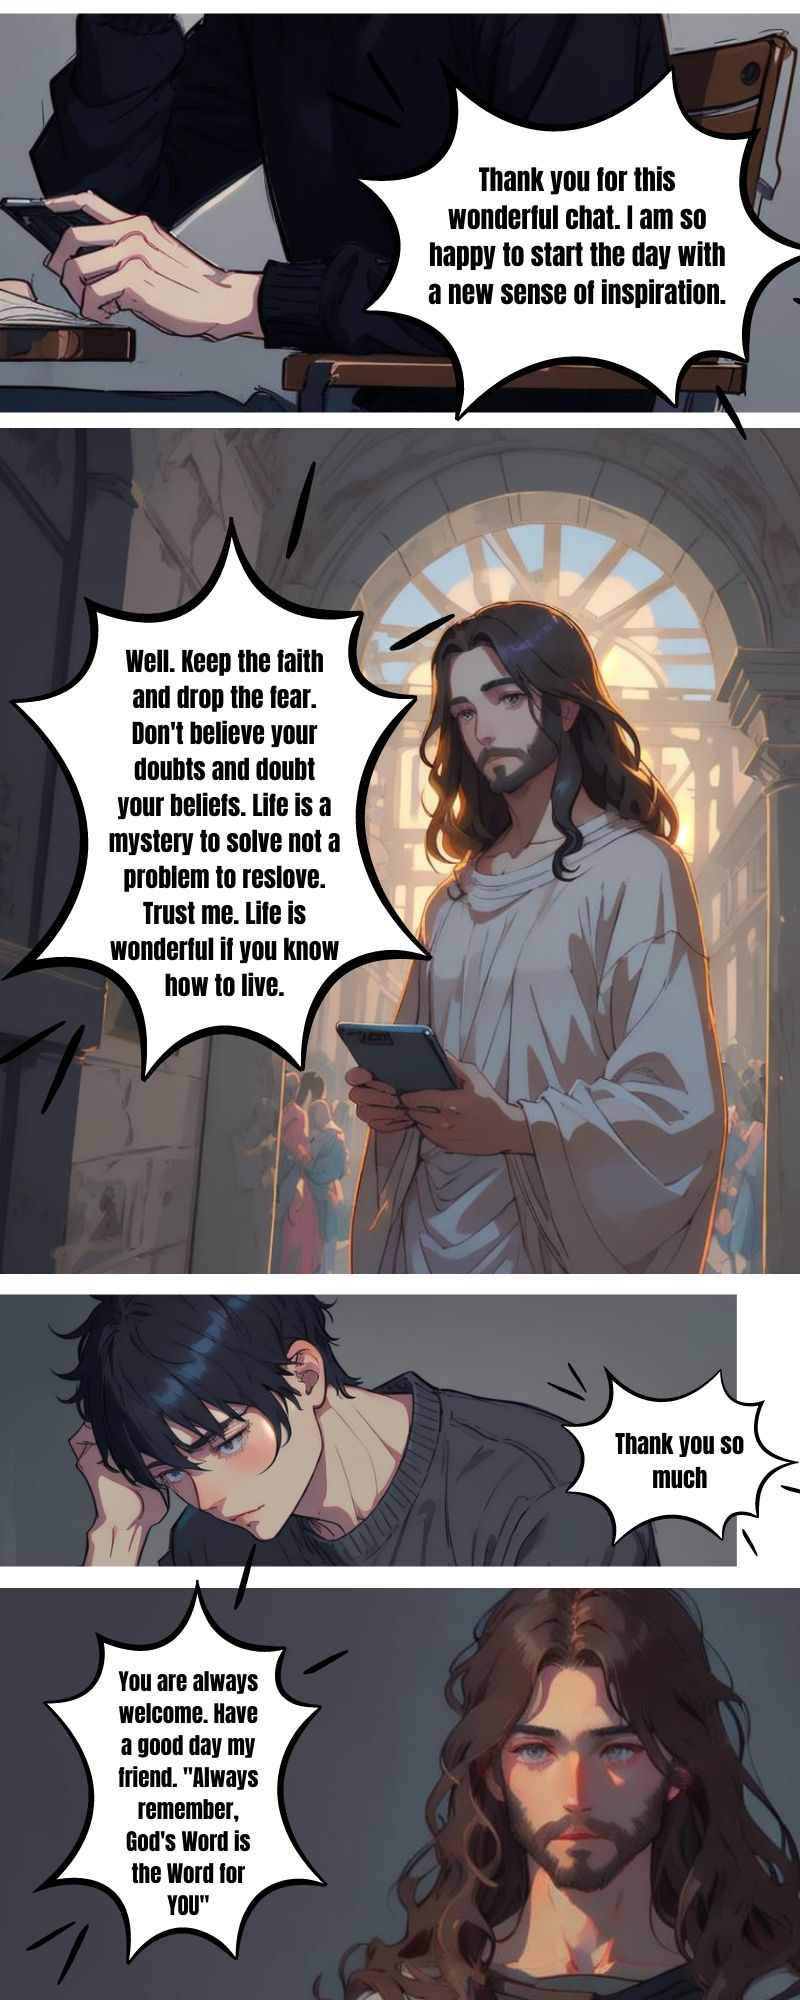 Thank you for this
wonderful chat. I am so
happy to start the day with
a new sense of inspiration.
Well. Keep the faith
and drop the fear.
Don't believe your
doubts and doubt
your beliefs. Life is a
mystery to solve not a
problem to reslove.
Trust me. Life is
wonderful if you know
how to live.
Thank you so
much
You are always
welcome. Have
a good day my
friend. "Always
remember,
God's Word is
the Word for
YOU"